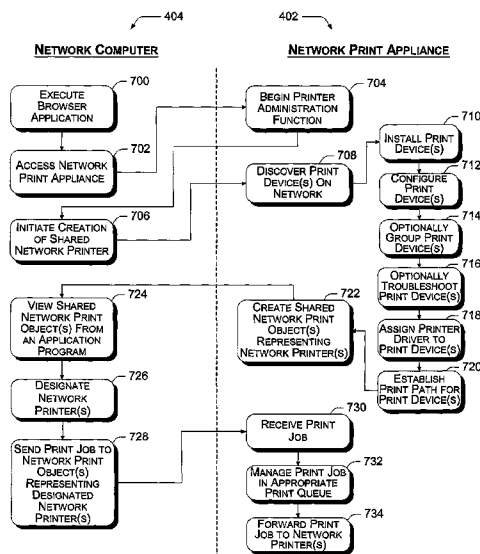 404
402
NETWORK COMPUTER
NETWORK PRINT APPLIANCE
700
EXECUTE
BROWSER
APPLICATION
702
ACCESS NETWORK
PRINT APPLIANCE
704
BEGIN PRINTER
ADMINISTRATION
FUNCTION
706
INITIATE CREATION
OF SHARED
NETWORK PRINTER
708
DISCOVER PRINT
DEVICE(S) ON
NETWORK
710
INSTALL PRINT
DEVICE(S)
712
CONFIGURE
PRINT
DEVICE(S)
714
OPTIONALLY
GROUP PRINT
DEVICE(S)
716
OPTIONALLY
TROUBLESHOOT
PRINT DEVICE(S)
718
ASSIGN PRINTER
DRIVER TO
PRINT DEVICE(S)
720
ESTABLISH
PRINT PATH FOR
PRINT DEVICE(S)
722
CREATE SHARED
NETWORK PRINT
OBJECT(S)
REPRESENTING
NETWORK PRINTER(S)
724
VIEW SHARED
NETWORK PRINT
OBJECT(S) FROM
AN APPLICATION
PROGRAM
726
DESIGNATE
NETWORK
PRINTER(S)
728
SEND PRINT JOB TO
NETWORK PRINT
OBJECT(S)
REPRESENTING
DESIGNATED
NETWORK
PRINTER(S)
730
RECEIVE PRINT
JOB
732
MANAGE PRINT JOB
IN APPROPRIATE
PRINT QUEUE
734
FORWARD PRINT
JOB TO NETWORK
PRINTER(S)